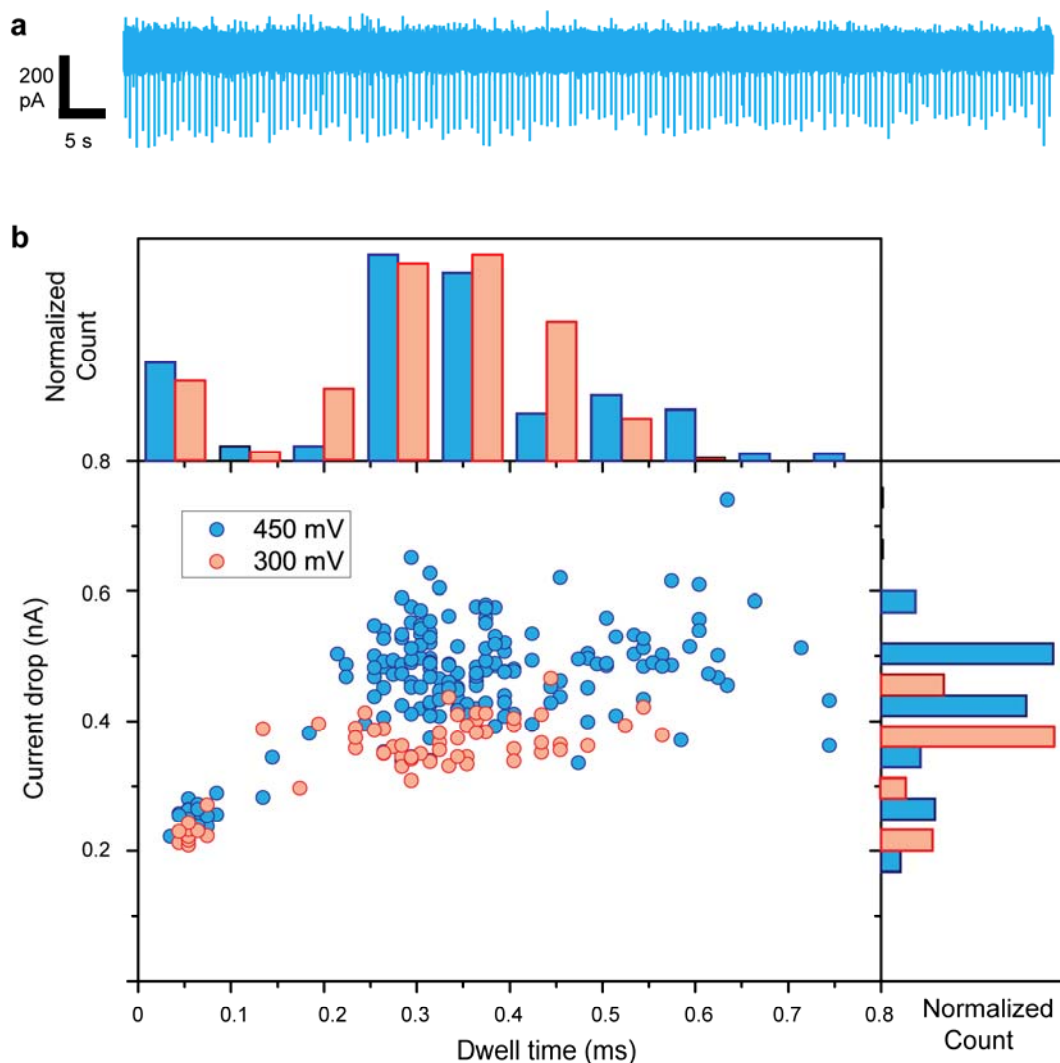 a
200
pA
5 s
b
Normalized
Count
0.8
450 mV
300 mV
0.6
0.4
0.2
Current drop (nA)
0
0.1
0.2
0.3
0.4
0.5
0.6
0.7
0.8
Dwell time (ms)
Normalized
Count